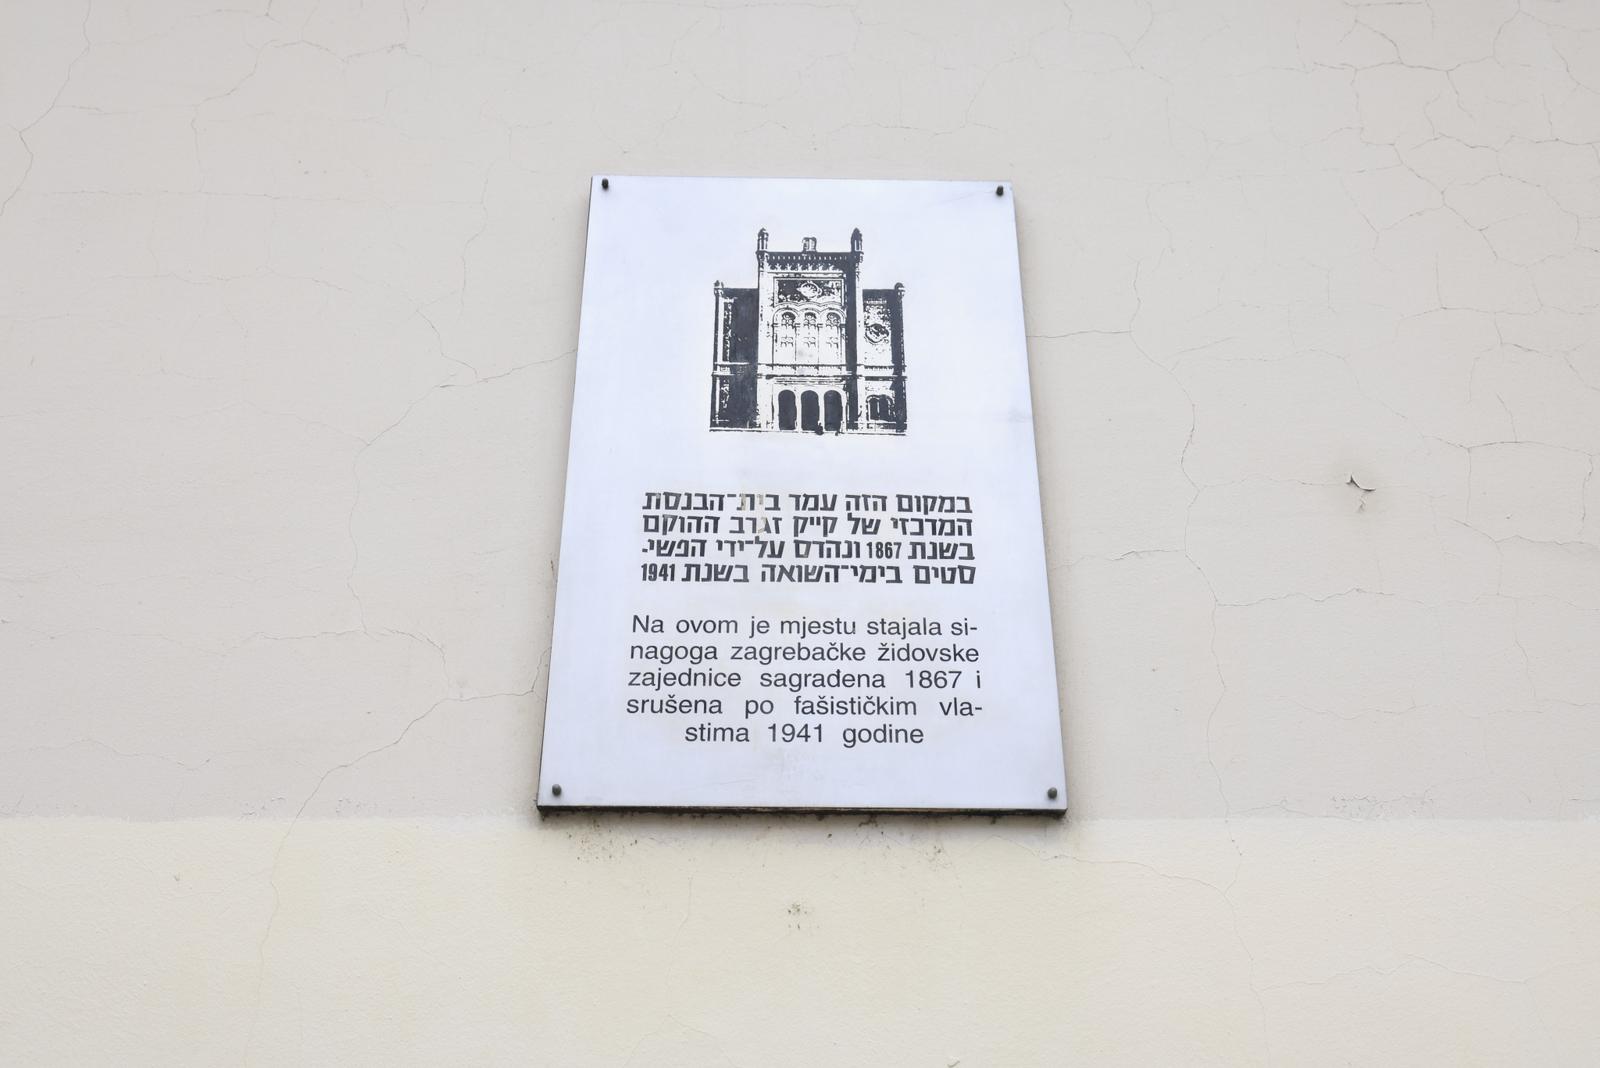 במקום הזה עמד בית־הבנסת
המרכזי של קייק זגרב ההוקם
בשנת 1867 ונהרס על־ידי הפשי-
סטים בימי־השואה בשנת 1941
Na ovom je mjestu stajala si-
nagoga zagrebačke židovske
zajednice sagrađena 1867 i
srušena po fašističkim vla-
stima 1941 godine